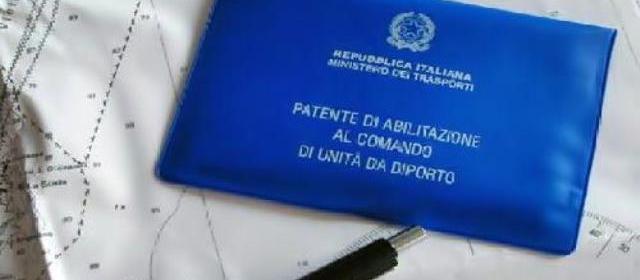 REPUBBLICA ITALIANA
MINISTERO DEI TRASPORTI
PATENTE DI ABILITAZIONE
AL COMANDO
DI UNITÀ DA DIPORTO